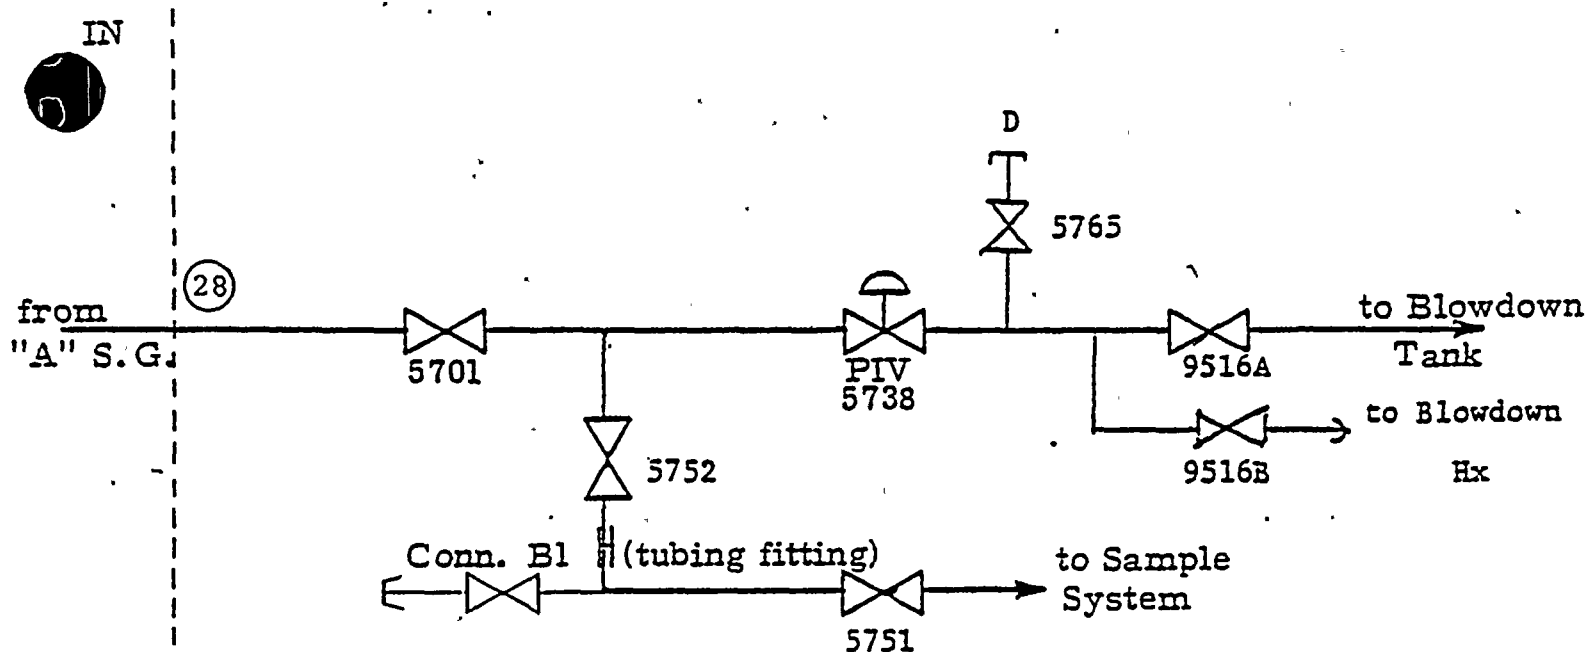 IN
D
5765
28
from
"A" S.G.
5701
PIV
5738
to Blowdown
Tank
9516A
to Blowdown
Hx
9516B
5752
Conn. B1 (tubing fitting)
to Sample
System
5751